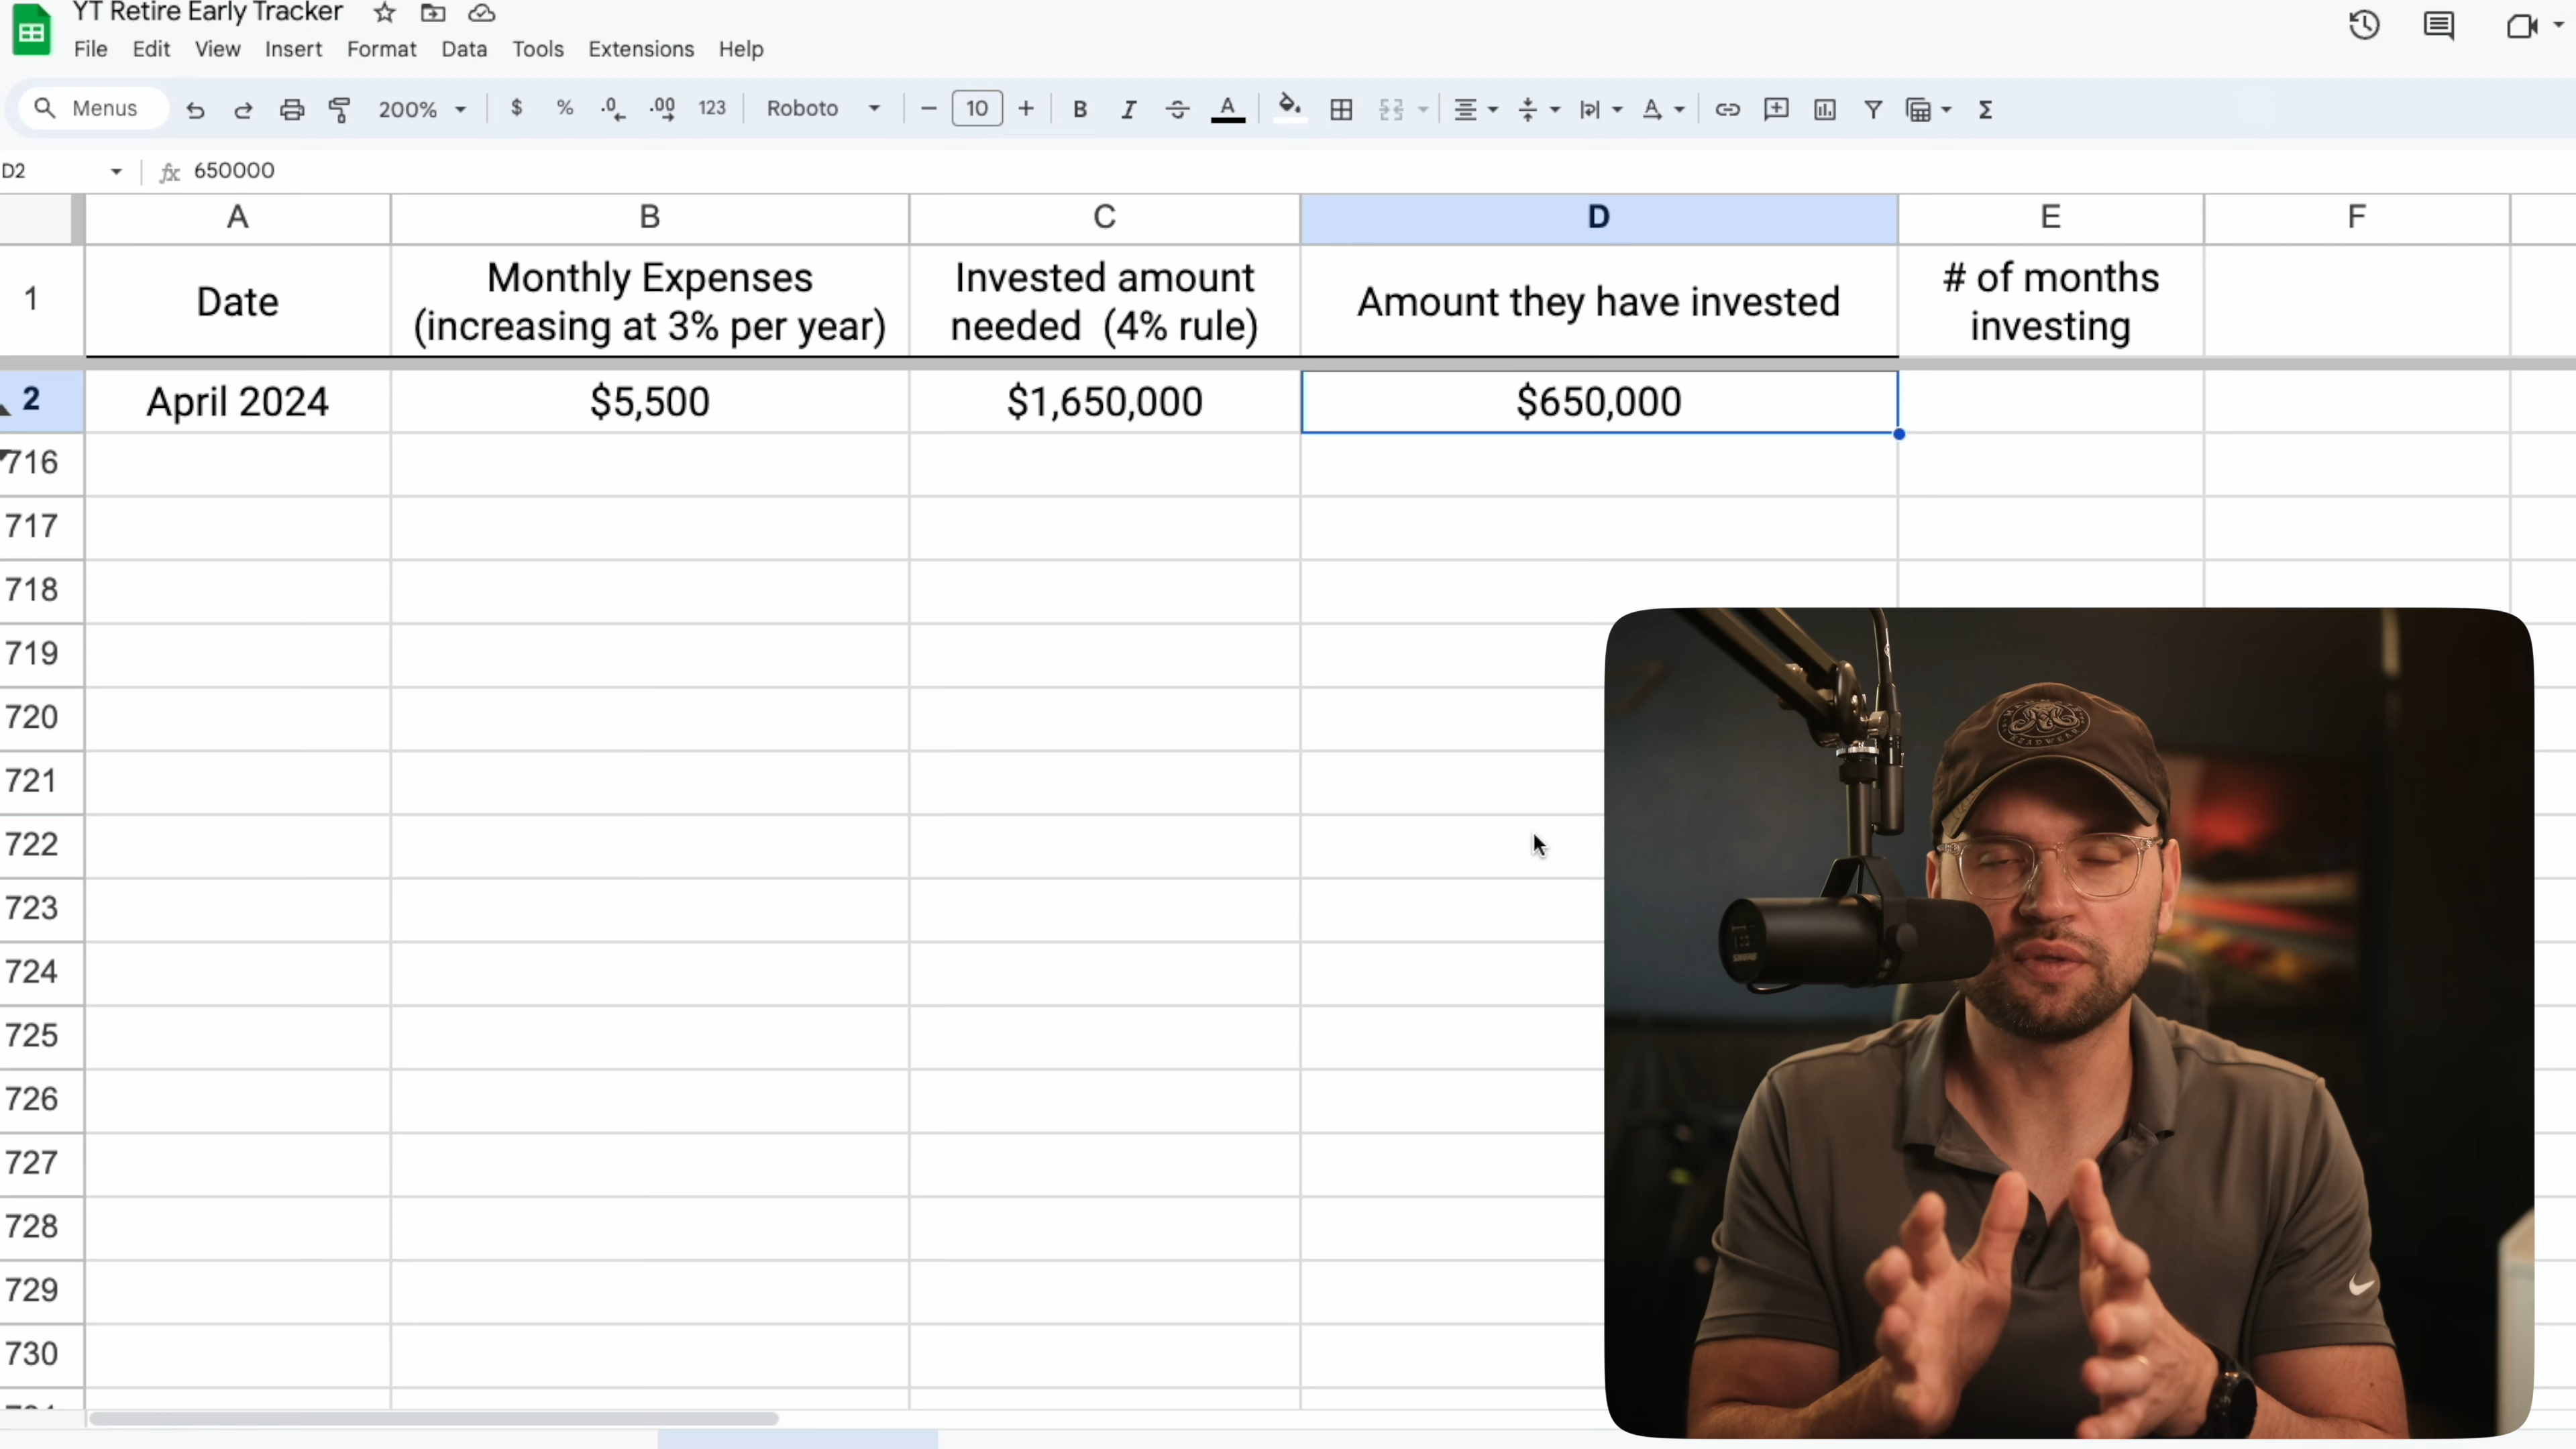 YT Retire Early Tracker
File Edit View Insert Format Data Tools Extensions Help
Menus 200% $ % .0 .00 123 Roboto 10 B I A A Σ
D2 fx 650000
A B C D E F
1 Date Monthly Expenses (increasing at 3% per year) Invested amount needed (4% rule) Amount they have invested # of months investing
2 April 2024 $5,500 $1,650,000 $650,000
716
717
718
719
720
721
722
723
724
725
726
727
728
729
730
HEADWEAR
SHURE